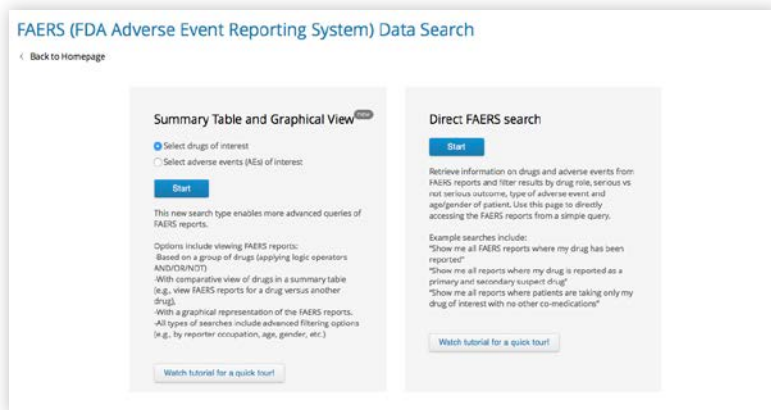 FAERS (FDA Adverse Event Reporting System) Data Search
< Back to Homepage
Summary Table and Graphical View new
Select drugs of interest
Select adverse events (AEs) of interest
Start
This new search type enables more advanced queries of
FAERS reports.
Options include viewing FAERS reports:
-Based on a group of drugs (applying logic operators
AND/OR/NOT)
-With comparative view of drugs in a summary table
(e.g., view FAERS reports for a drug versus another
drug),
-With a graphical representation of the FAERS reports.
-All types of searches include advanced filtering options
(e.g., by reporter occupation, age, gender, etc.)
Watch tutorial for a quick tour!
Direct FAERS search
Start
Retrieve information on drugs and adverse events from
FAERS reports and filter results by drug role, serious vs
not serious outcome, type of adverse event and
age/gender of patient. Use this page to directly
accessing the FAERS reports from a simple query.
Example searches include:
"Show me all FAERS reports where my drug has been
reported"
"Show me all reports where my drug is reported as a
primary and secondary suspect drug"
"Show me all reports where patients are taking only my
drug of interest with no other co-medications"
Watch tutorial for a quick tour!